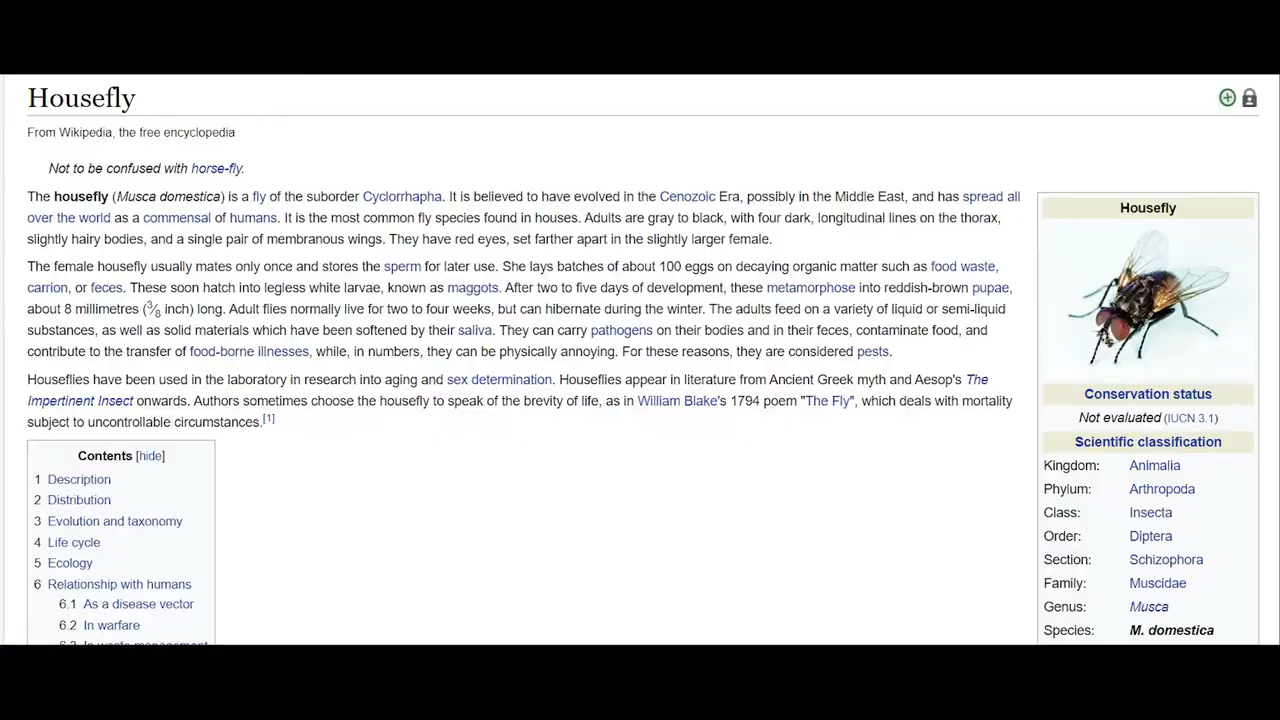 Housefly
From Wikipedia, the free encyclopedia
Not to be confused with horse-fly.
The housefly (Musca domestica) is a fly of the suborder Cyclorrhapha. It is believed to have evolved in the Cenozoic Era, possibly in the Middle East, and has spread all
over the world as a commensal of humans. It is the most common fly species found in houses. Adults are gray to black, with four dark, longitudinal lines on the thorax,
slightly hairy bodies, and a single pair of membranous wings. They have red eyes, set farther apart in the slightly larger female.
The female housefly usually mates only once and stores the sperm for later use. She lays batches of about 100 eggs on decaying organic matter such as food waste,
carrion, or feces. These soon hatch into legless white larvae, known as maggots. After two to five days of development, these metamorphose into reddish-brown pupae,
about 8 millimetres (3⁄8 inch) long. Adult flies normally live for two to four weeks, but can hibernate during the winter. The adults feed on a variety of liquid or semi-liquid
substances, as well as solid materials which have been softened by their saliva. They can carry pathogens on their bodies and in their feces, contaminate food, and
contribute to the transfer of food-borne illnesses, while, in numbers, they can be physically annoying. For these reasons, they are considered pests.
Houseflies have been used in the laboratory in research into aging and sex determination. Houseflies appear in literature from Ancient Greek myth and Aesop's The
Impertinent Insect onwards. Authors sometimes choose the housefly to speak of the brevity of life, as in William Blake's 1794 poem "The Fly", which deals with mortality
subject to uncontrollable circumstances.[1]
Contents [hide]
1 Description
2 Distribution
3 Evolution and taxonomy
4 Life cycle
5 Ecology
6 Relationship with humans
6.1 As a disease vector
6.2 In warfare
6.3 In waste management
Housefly
Conservation status
Not evaluated (IUCN 3.1)
Scientific classification
Kingdom: Animalia
Phylum: Arthropoda
Class: Insecta
Order: Diptera
Section: Schizophora
Family: Muscidae
Genus: Musca
Species: M. domestica